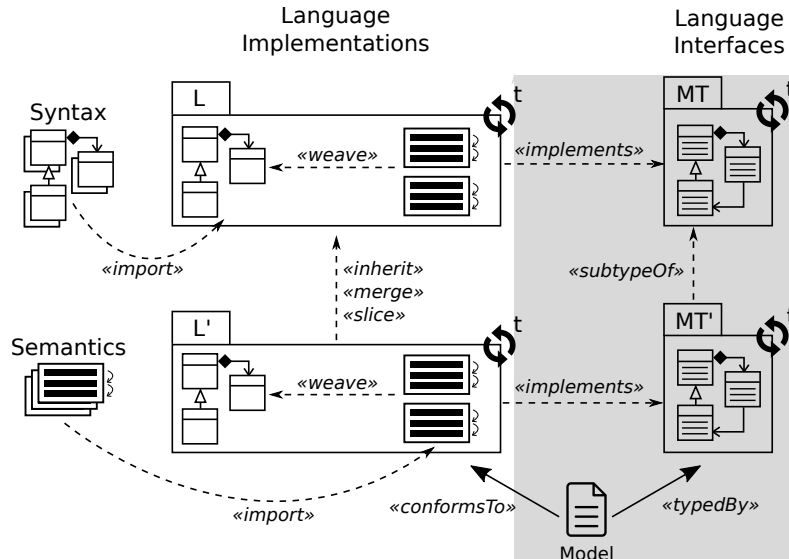 Language
Implementations
Language
Interfaces
Syntax
L
t
MT
t
«weave»
«implements»
«import»
«inherit»
«merge»
«slice»
«subtypeOf»
Semantics
L'
t
MT'
t
«weave»
«implements»
«import»
«conformsTo»
«typedBy»
Model